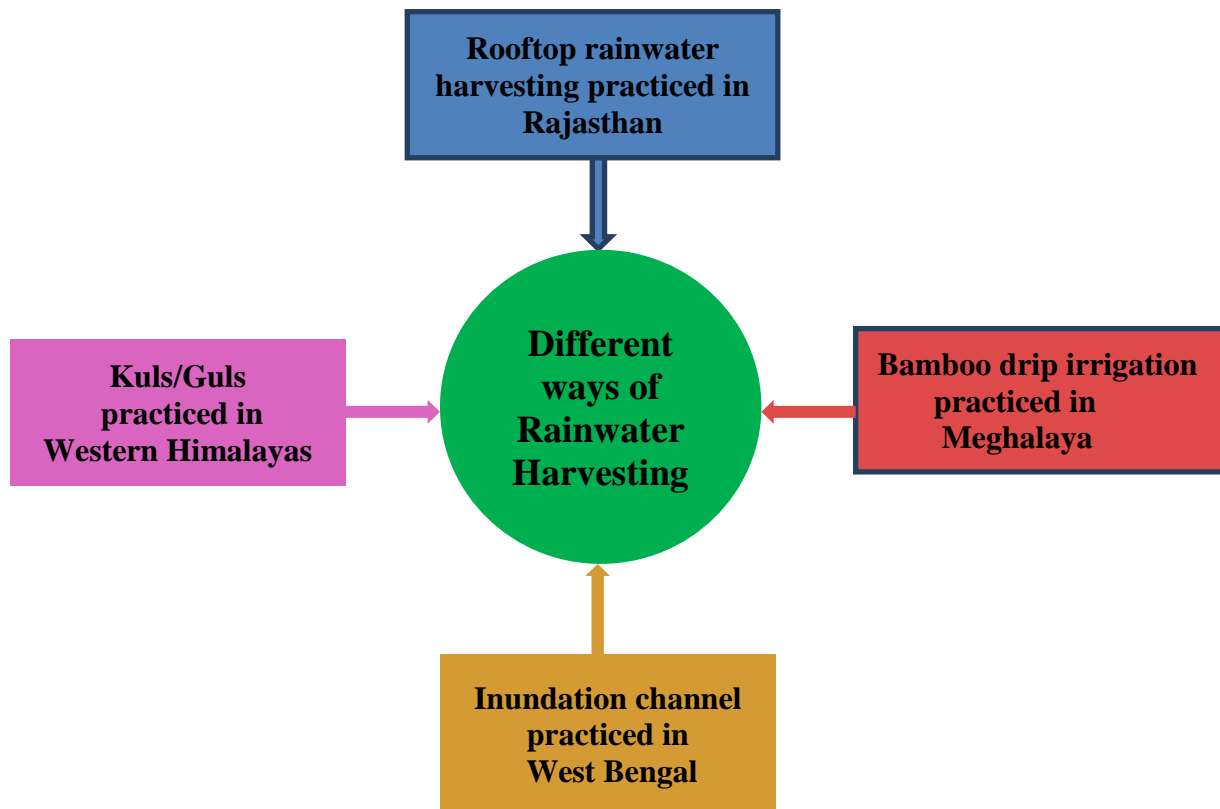 Rooftop rainwater
harvesting practiced in
Rajasthan
Kuls/Guls
practiced in
Western Himalayas
Different
ways of
Rainwater
Harvesting
Bamboo drip irrigation
practiced in
Meghalaya
Inundation channel
practiced in
West Bengal